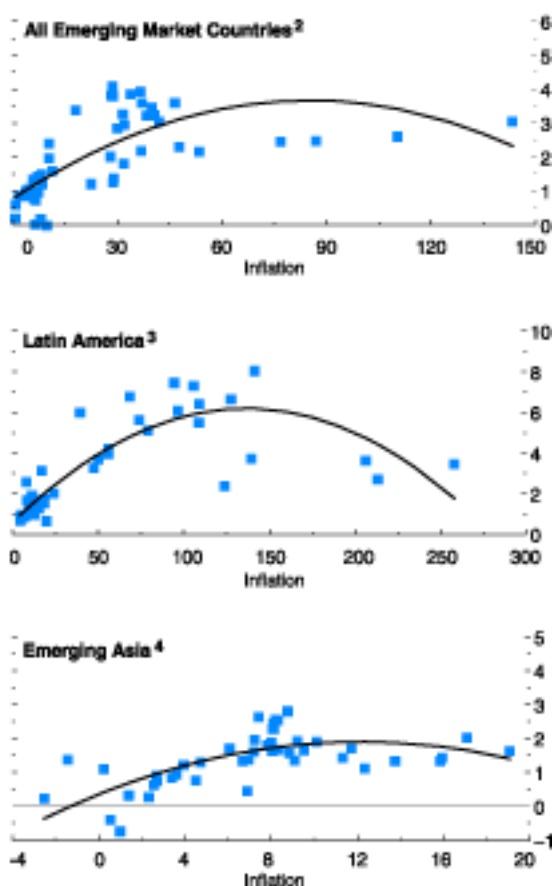 All Emerging Market Countries²
6
5
4
3
2
1
0
0 30 60 90 120 150
Inflation
Latin America³
10
8
6
4
2
0
0 50 100 150 200 250 300
Inflation
Emerging Asia⁴
5
4
3
2
1
0
-1
-4 0 4 8 12 16 20
Inflation